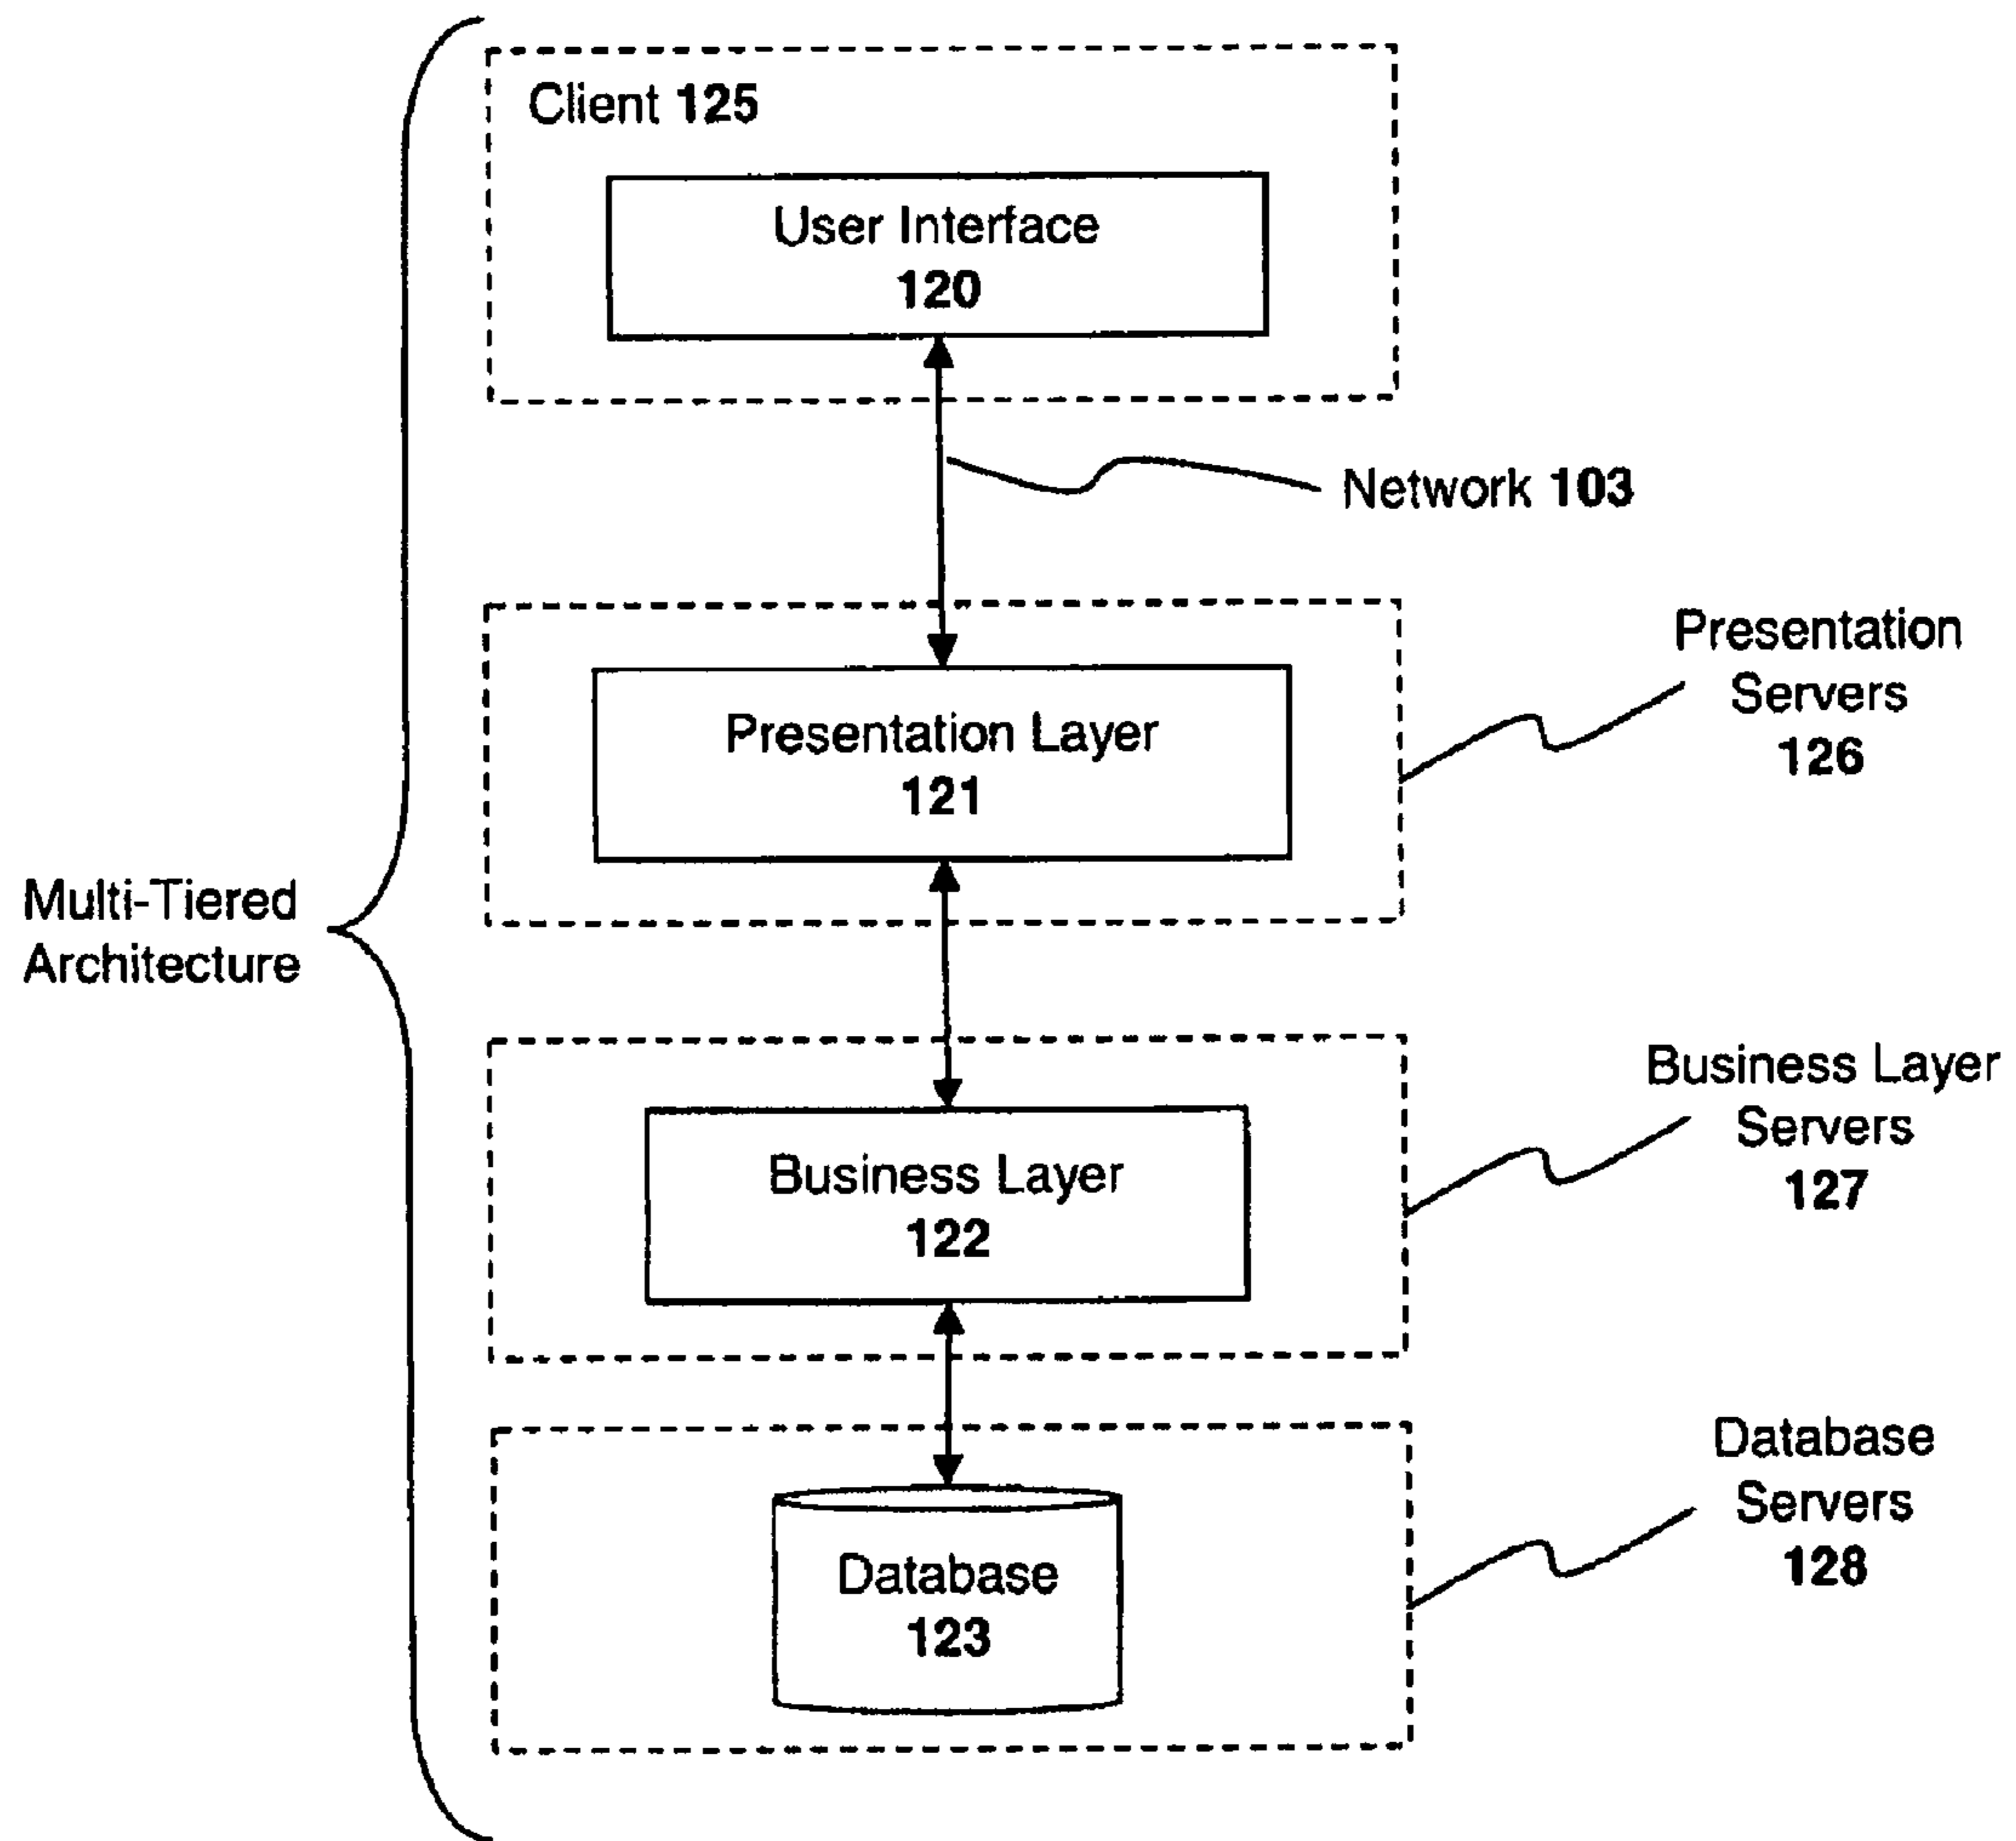 Client 125
User Interface
120
Network 103
Presentation
Servers
126
Presentation Layer
121
Multi-Tiered
Architecture
Business Layer
Servers
127
Business Layer
122
Database
Servers
128
Database
123